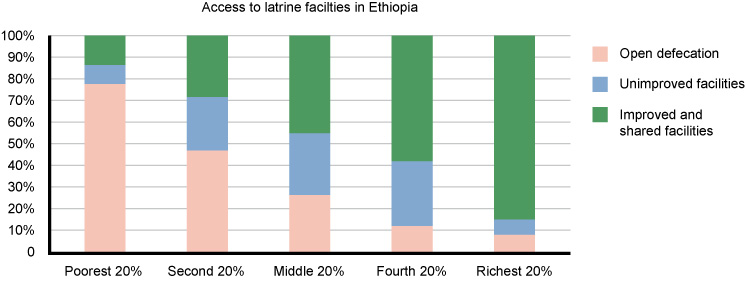 Access to latrine facilties in Ethiopia
100%
90%
80%
70%
60%
50%
40%
30%
20%
10%
0
Poorest 20%
Second 20%
Middle 20%
Fourth 20%
Richest 20%
Open defecation
Unimproved facilities
Improved and
shared facilities